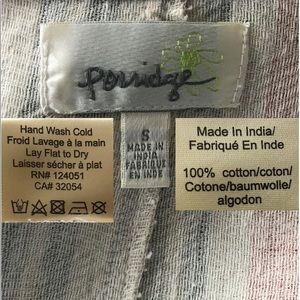 Porridge
S
MADE IN
INDIA
FABRIQUÉ
EN INDE
Hand Wash Cold
Froid Lavage à la main
Lay Flat to Dry
Laisser sécher à plat
RN# 124051
CA# 32054
Made In India/
Fabriqué En Inde
100% cotton/coton/
Cotone/baumwolle/
algodon